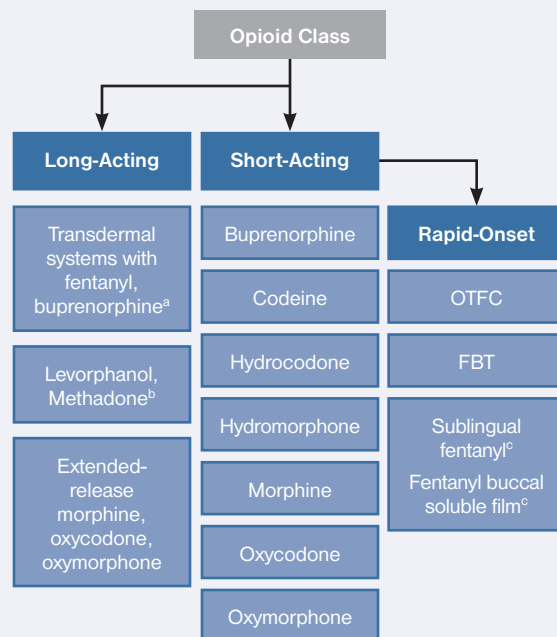 Opioid Class
Long-Acting
Transdermal
systems with
fentanyl,
buprenorphineᵃ
Levorphanol,
Methadoneᵇ
Extended-
release
morphine,
oxycodone,
oxymorphone
Short-Acting
Buprenorphine
Codeine
Hydrocodone
Hydromorphone
Morphine
Oxycodone
Oxymorphone
Rapid-Onset
OTFC
FBT
Sublingual
fentanylᶜ
Fentanyl buccal
soluble filmᶜ